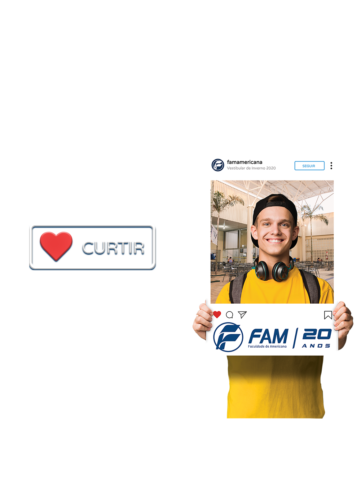 famamericana
Vestibular de Inverno 2020
SEGUIR
CURTIR
FAM
20
Faculdade de Americana
ANOS